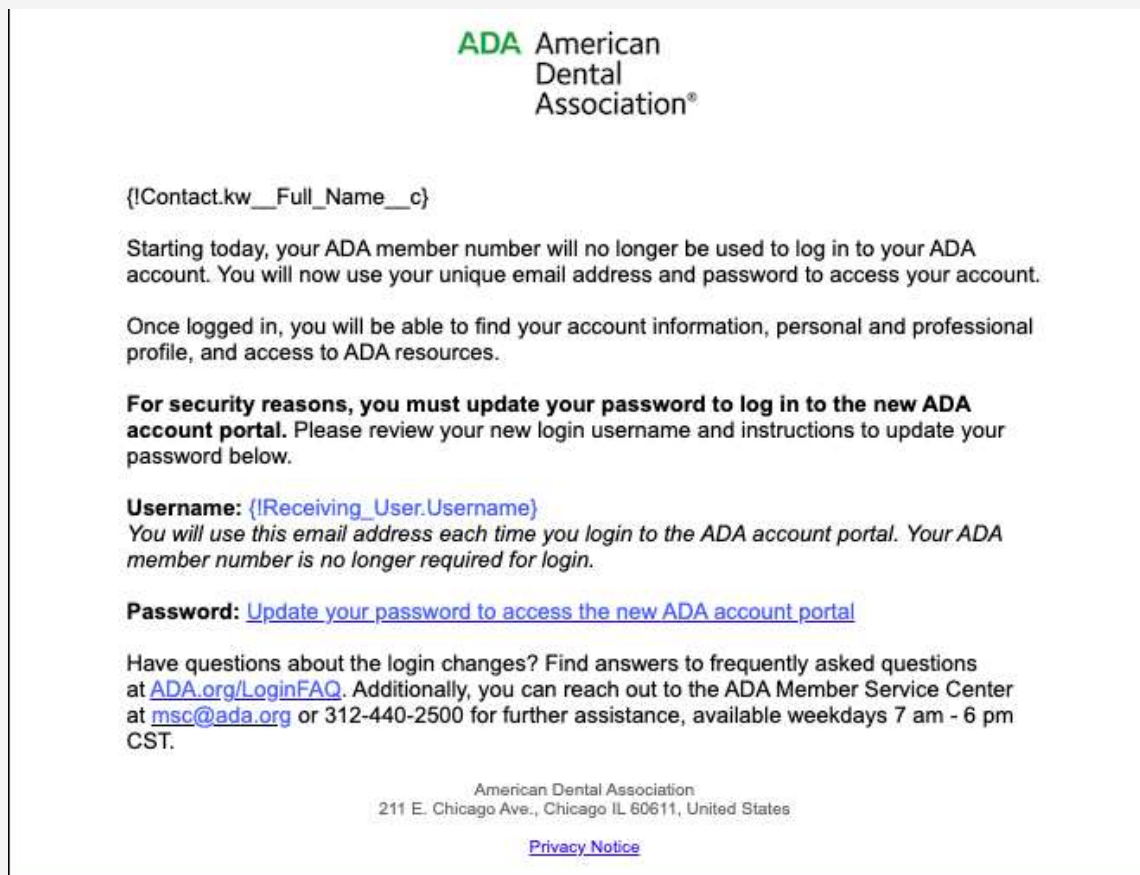 ADA American
Dental
Association®
{!Contact.kw__Full_Name__c}
Starting today, your ADA member number will no longer be used to log in to your ADA
account. You will now use your unique email address and password to access your account.
Once logged in, you will be able to find your account information, personal and professional
profile, and access to ADA resources.
For security reasons, you must update your password to log in to the new ADA
account portal. Please review your new login username and instructions to update your
password below.
Username: {!Receiving_User.Username}
You will use this email address each time you login to the ADA account portal. Your ADA
member number is no longer required for login.
Password: Update your password to access the new ADA account portal
Have questions about the login changes? Find answers to frequently asked questions
at ADA.org/LoginFAQ. Additionally, you can reach out to the ADA Member Service Center
at msc@ada.org or 312-440-2500 for further assistance, available weekdays 7 am - 6 pm
CST.
American Dental Association
211 E. Chicago Ave., Chicago IL 60611, United States
Privacy Notice